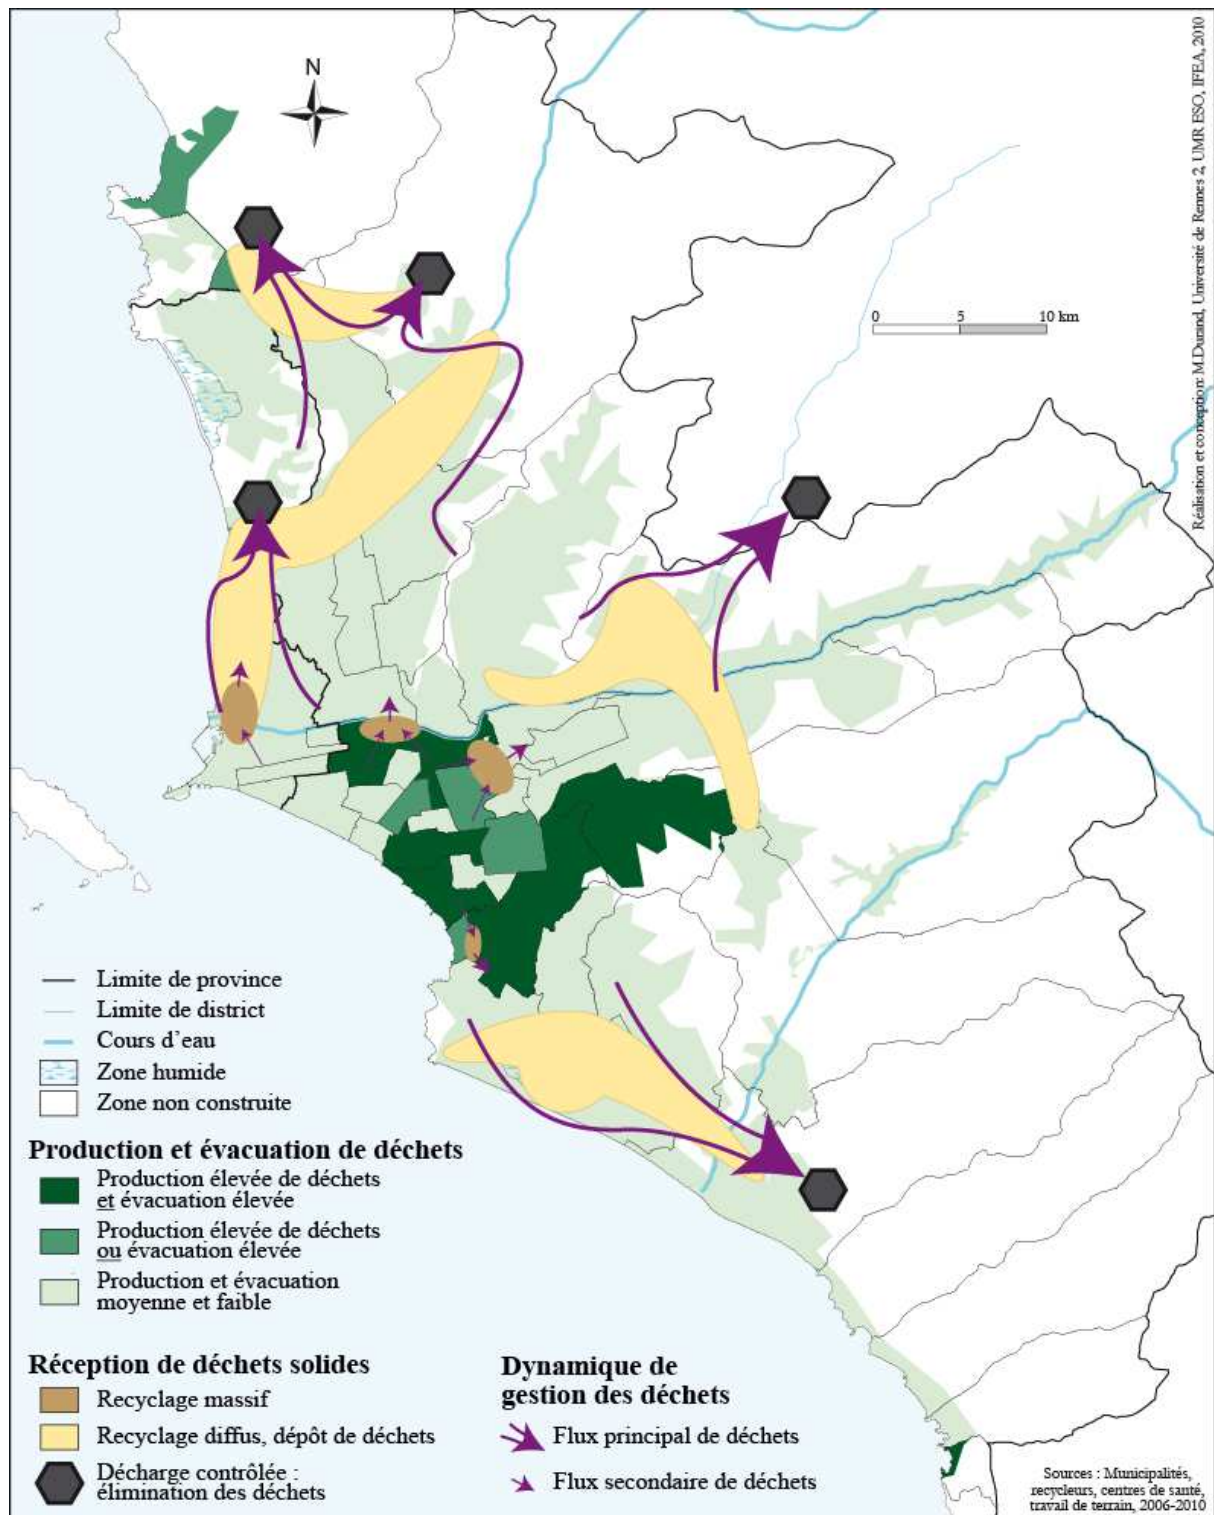 N
0 5 10 km
Réalisation et conception: M.Durand, Université de Rennes 2, UMR ESO, IFEA, 2010
Limite de province
Limite de district
Cours d’eau
Zone humide
Zone non construite
Production et évacuation de déchets
Production élevée de déchets
et évacuation élevée
Production élevée de déchets
ou évacuation élevée
Production et évacuation
moyenne et faible
Réception de déchets solides
Recyclage massif
Recyclage diffus, dépôt de déchets
Décharge contrôlée :
élimination des déchets
Dynamique de
gestion des déchets
Flux principal de déchets
Flux secondaire de déchets
Sources : Municipalités,
recycleurs, centres de santé,
travail de terrain, 2006-2010